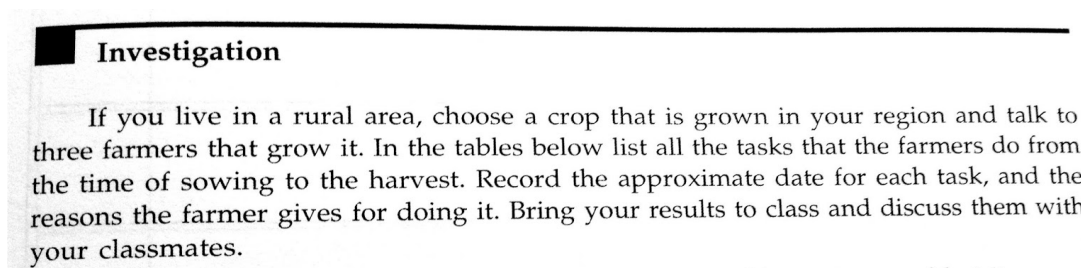 Investigation
If you live in a rural area, choose a crop that is grown in your region and talk to
three farmers that grow it. In the tables below list all the tasks that the farmers do from
the time of sowing to the harvest. Record the approximate date for each task, and the
reasons the farmer gives for doing it. Bring your results to class and discuss them with
your classmates.